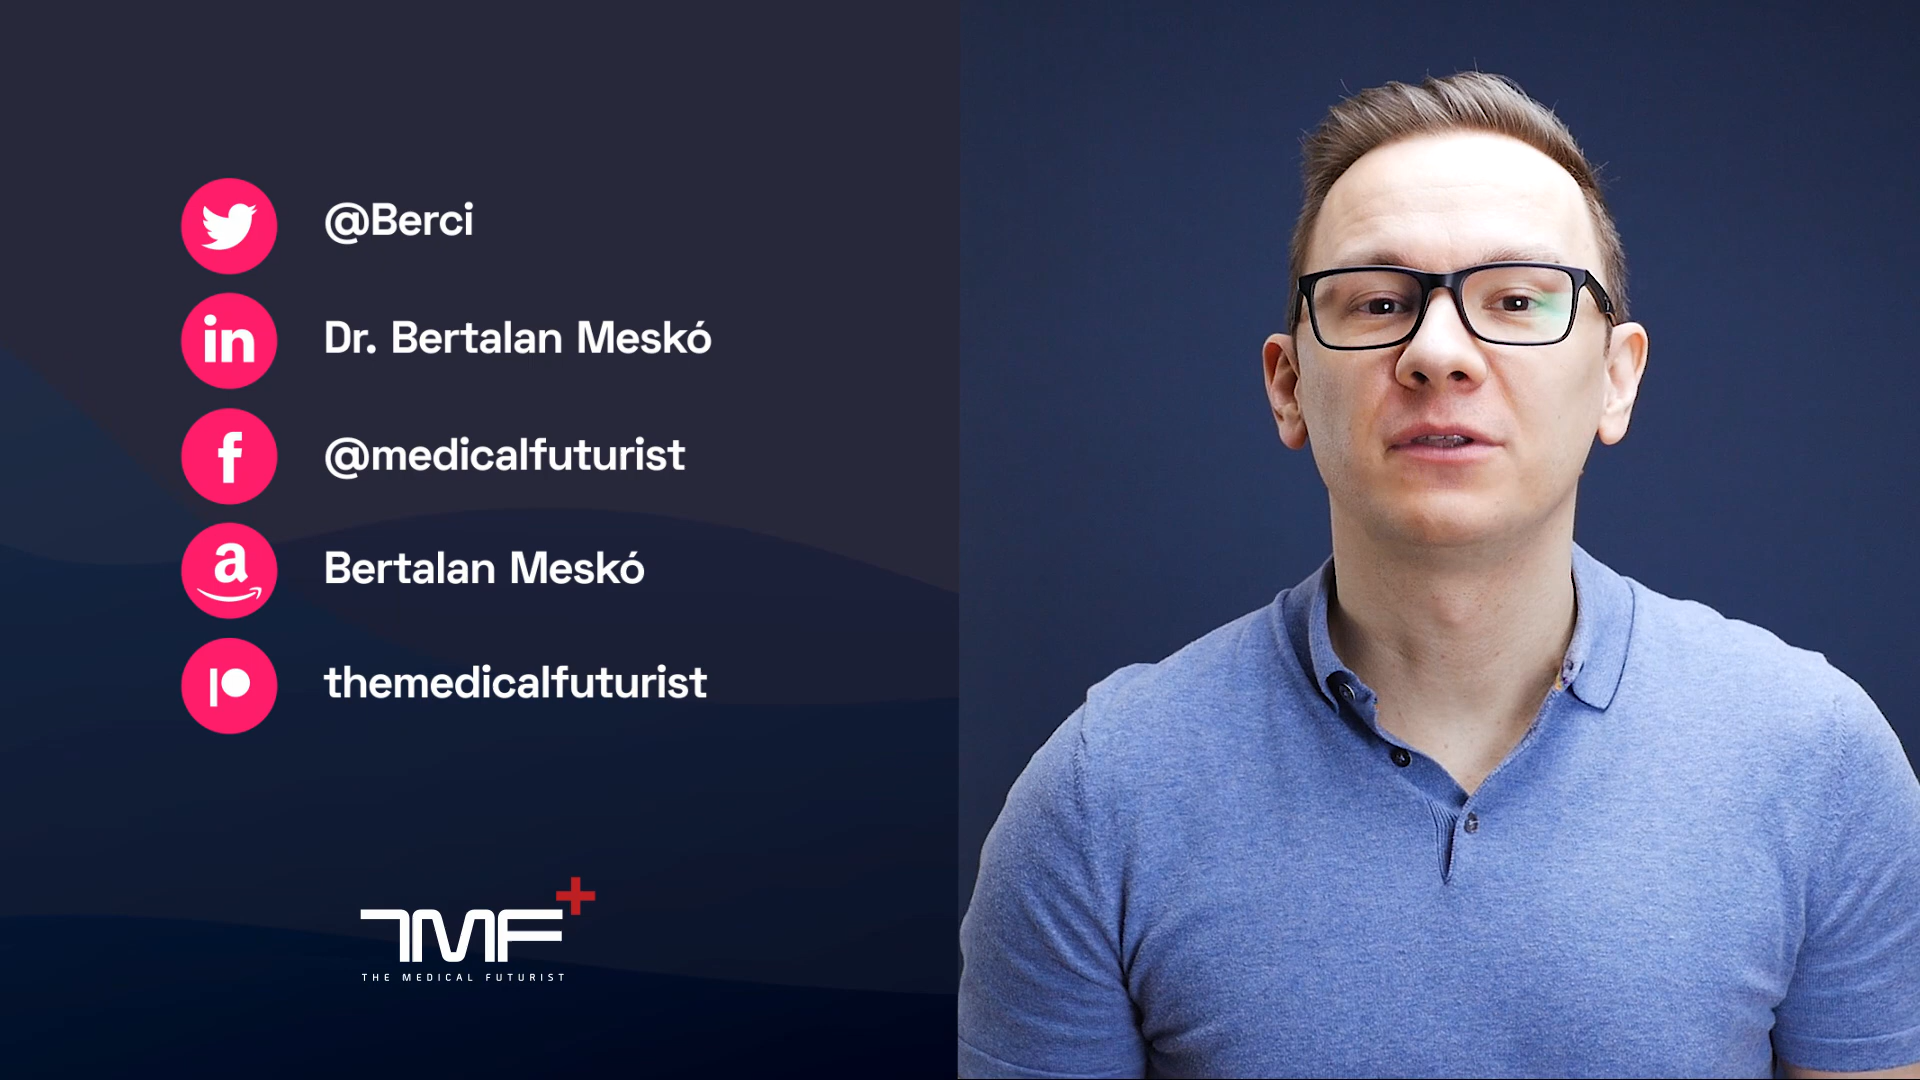 @Berci
Dr. Bertalan Meskó
@medicalfuturist
Bertalan Meskó
themedicalfuturist
TMF+
THE MEDICAL FUTURIST